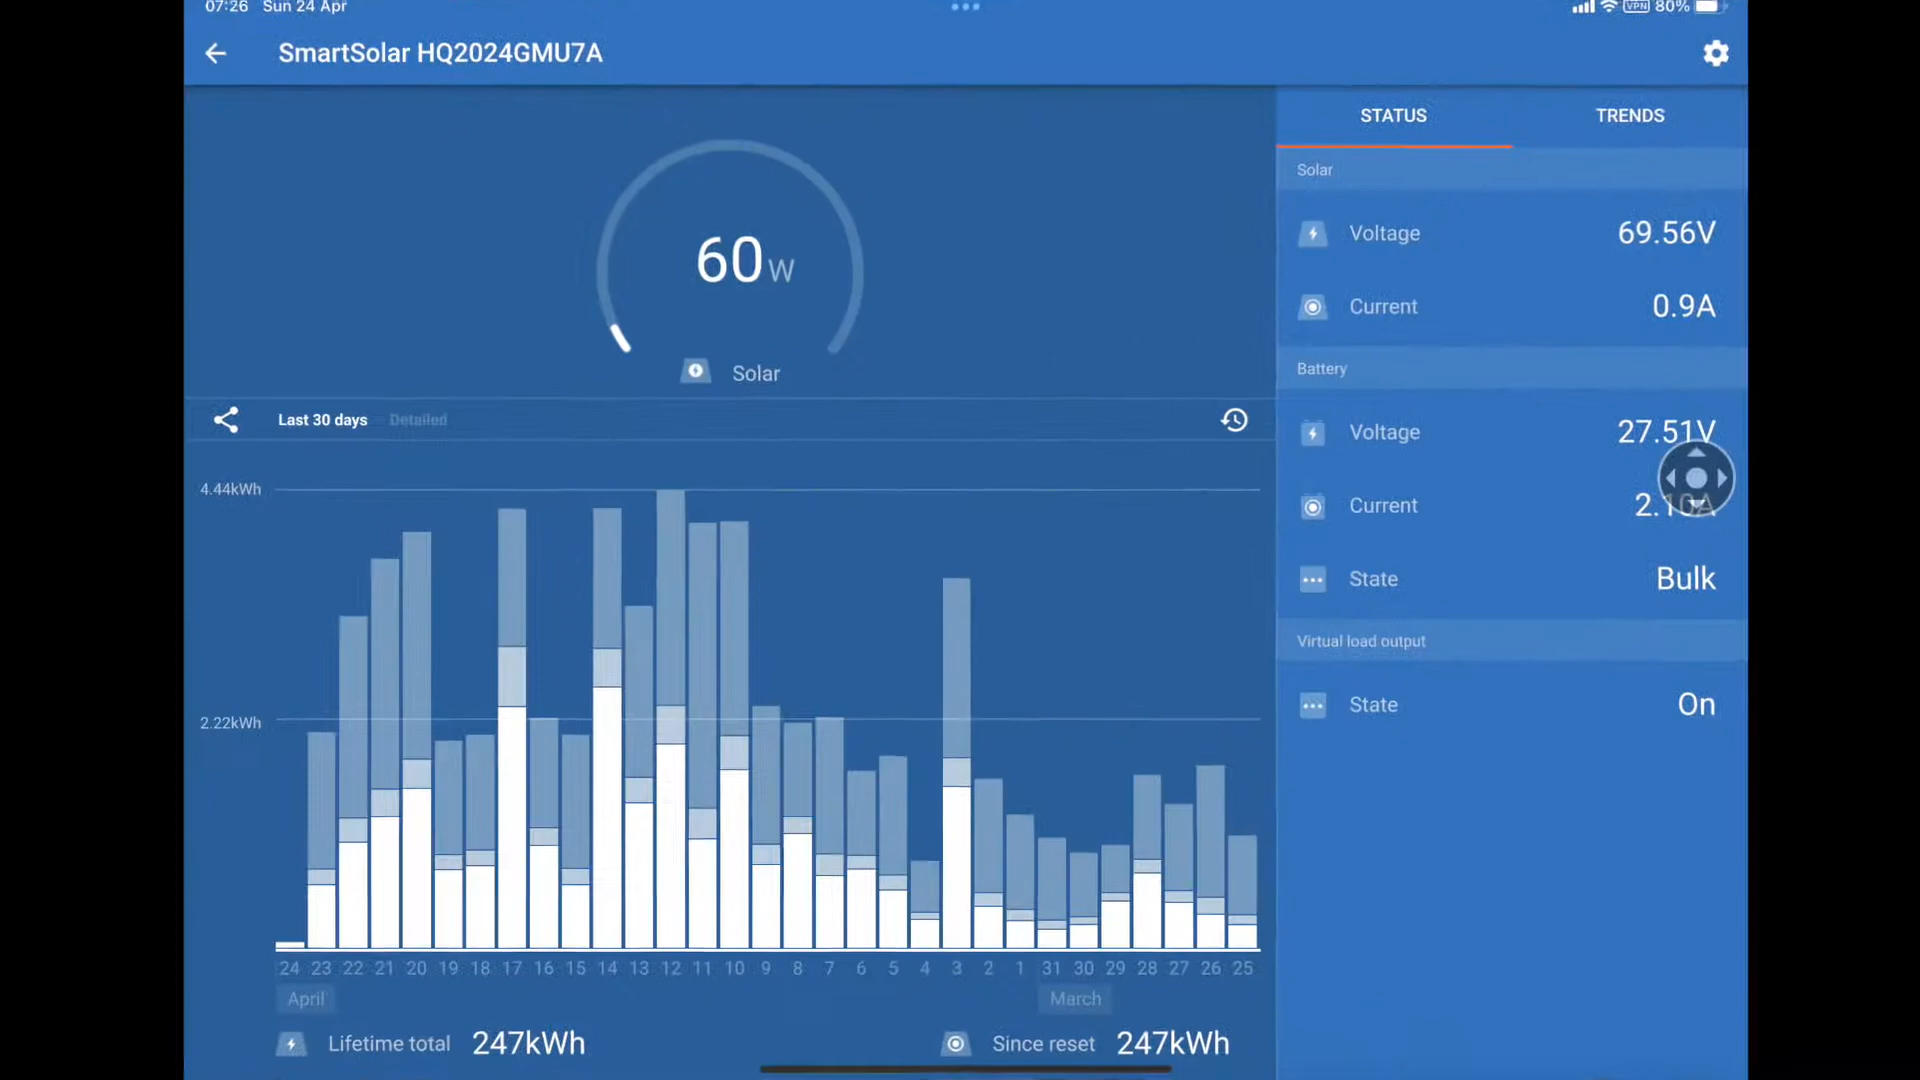 07:26 Sun 24 Apr
VPN 80%
SmartSolar HQ2024GMU7A
60W
Solar
Last 30 days Detailed
4.44kWh
2.22kWh
24 23 22 21 20 19 18 17 16 15 14 13 12 11 10 9 8 7 6 5 4 3 2 1 31 30 29 28 27 26 25
April March
Lifetime total 247kWh Since reset 247kWh
STATUS TRENDS
Solar
Voltage 69.56V
Current 0.9A
Battery
Voltage 27.51V
Current 2.10A
State Bulk
Virtual load output
State On